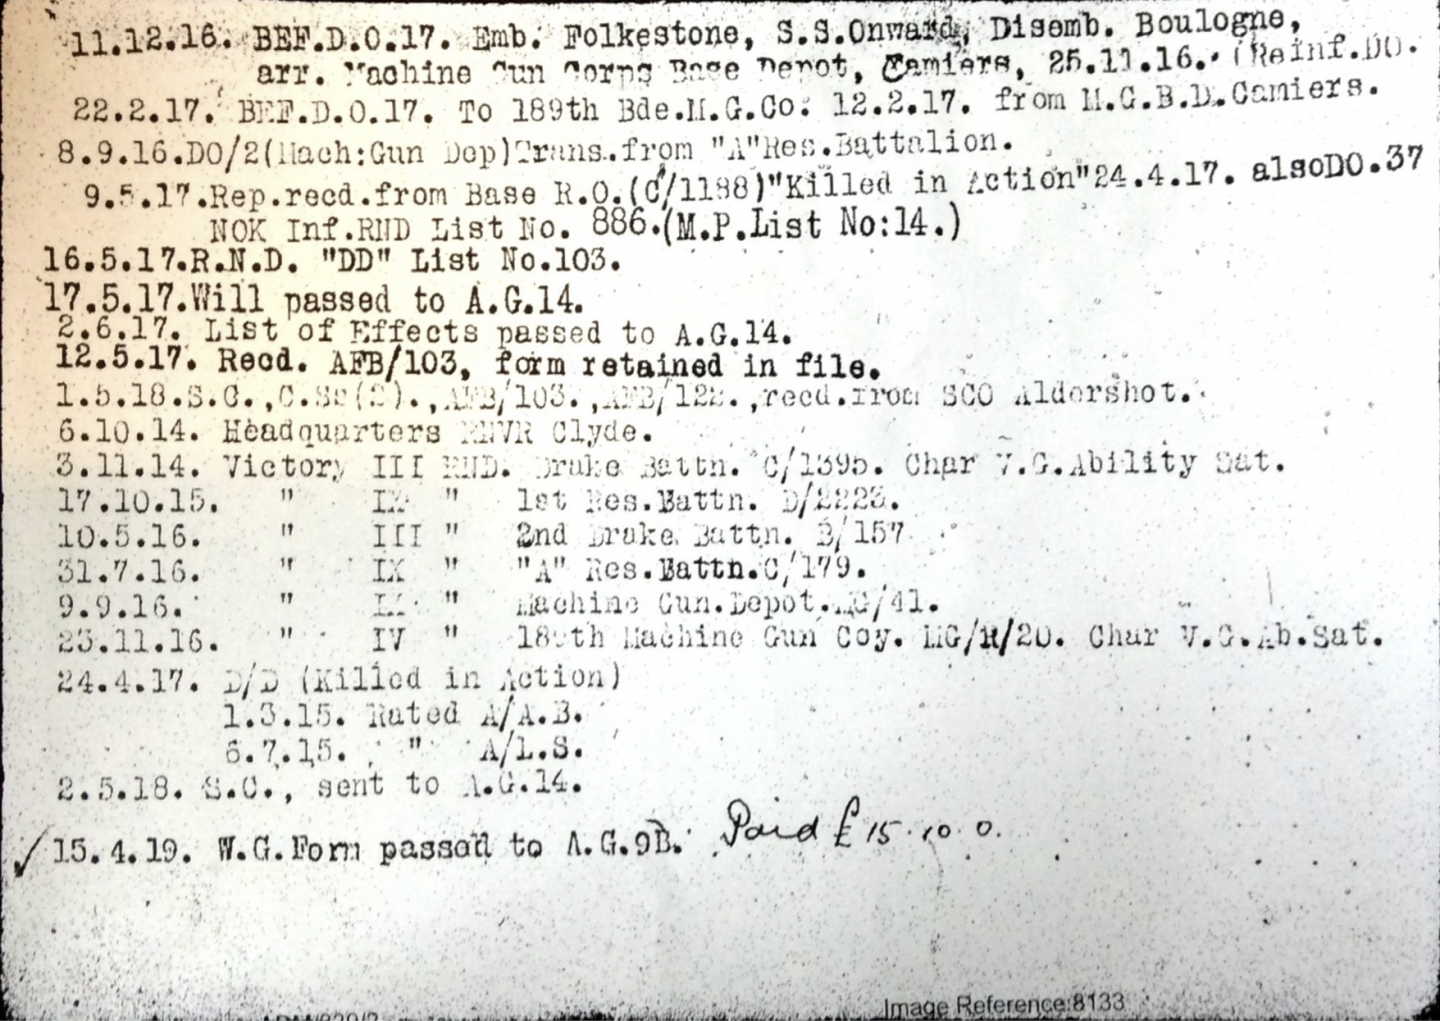 11.12.16. BEF.D.O.17. Emb. Folkestone, S.S.Onward, Disemb. Boulogne,
arr. Machine Gun Corps Base Depot, Camiers, 25.11.16. (Reinf.DO.
22.2.17. BEF.D.O.17. To 189th Bde.M.G.Co. 12.2.17. from M.G.B.D.Camiers.
8.9.16.DO/2(Mach:Gun Dep)Trans.from "A"Res.Battalion.
9.5.17.Rep.recd.from Base R.O.(C/1188)"Killed in Action"24.4.17. alsoDO.37
NOK Inf.RND List No. 886.(M.P.List No:14.)
16.5.17.R.N.D. "DD" List No.103.
17.5.17.Will passed to A.G.14.
2.6.17. List of Effects passed to A.G.14.
12.5.17. Recd. AFB/103, form retained in file.
1.5.18.S.C.,C.Ss(2).,AFB/103.,AFB/122.,recd.from SCO Aldershot.
6.10.14. Headquarters RNVR Clyde.
3.11.14. Victory III RND. Drake Battn. C/1395. Char V.G.Ability Sat.
17.10.15. " IX " 1st Res.Battn. D/2223.
10.5.16. " III " 2nd Drake Battn. B/157
31.7.16. " IX " "A" Res.Battn.C/179.
9.9.16. " IX " Machine Gun.Depot.MG/41.
25.11.16. " IV " 189th Machine Gun Coy. MG/R/20. Char V.G.Ab.Sat.
24.4.17. D/D (Killed in Action)
1.3.15. Rated A/A.B.
6.7.15. " A/L.S.
2.5.18. S.C., sent to A.G.14.
15.4.19. W.G.Form passed to A.G.9B. Paid £15.10.0.
Image Reference:8133